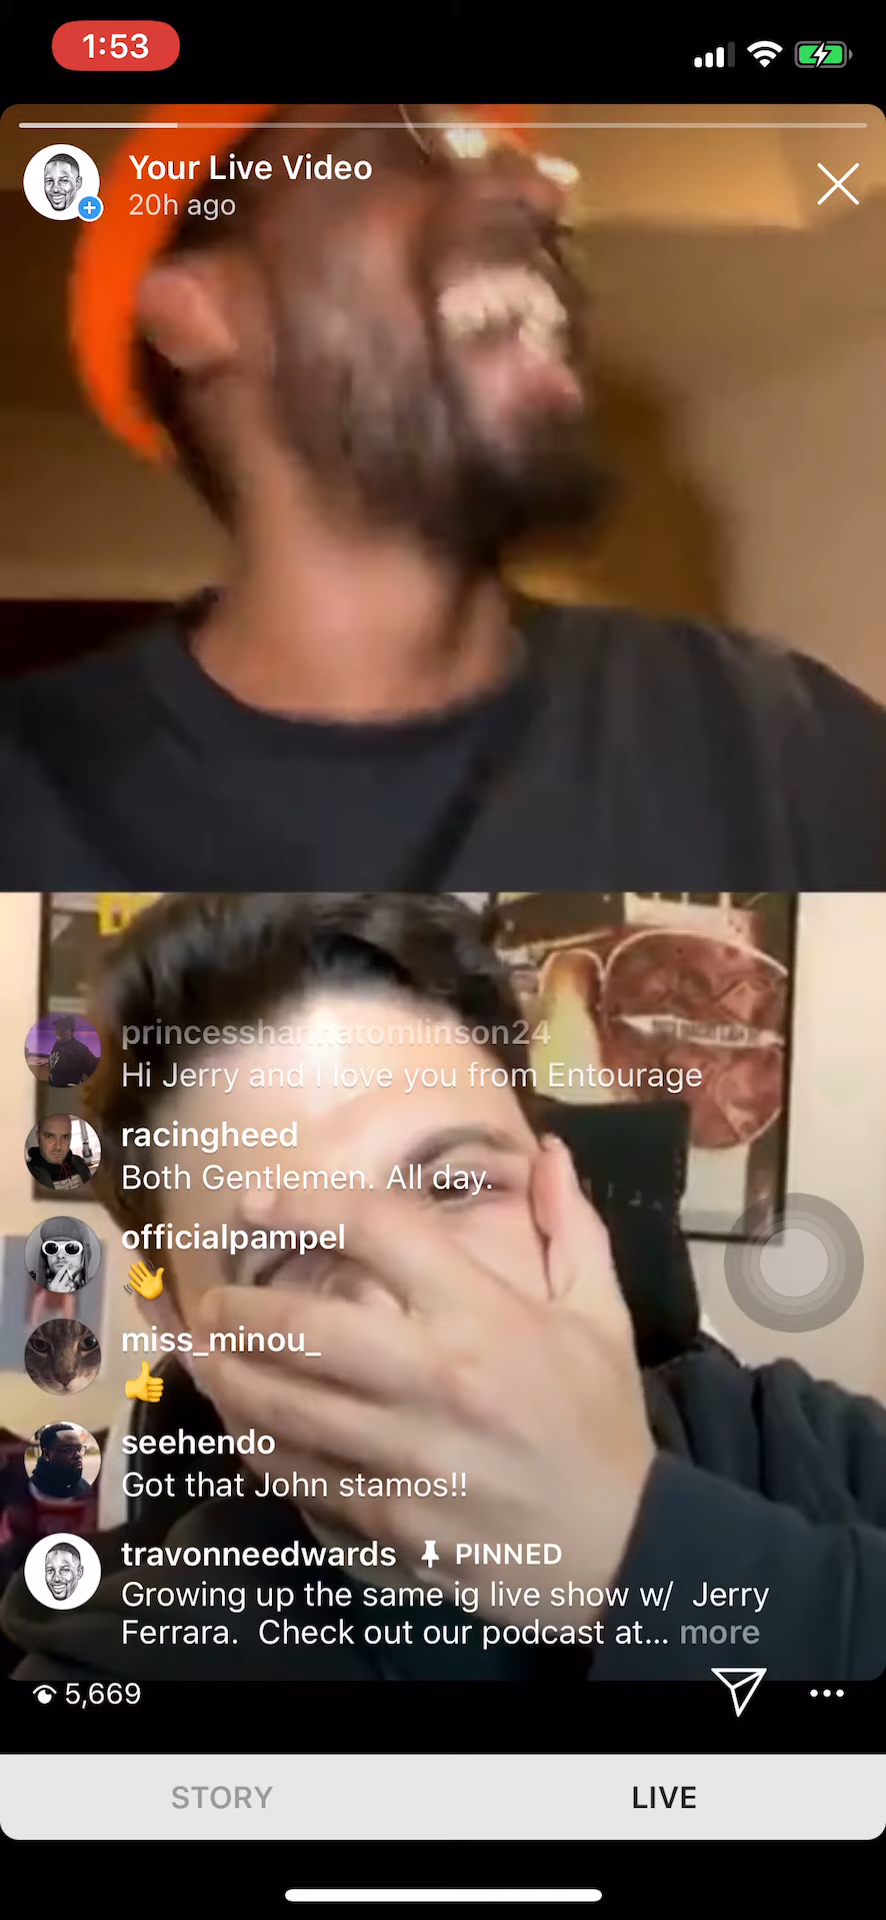 1:53
Your Live Video
20h ago
princesshannatomlinson24
Hi Jerry and I love you from Entourage
racingheed
Both Gentlemen. All day.
officialpampel
👋
miss_minou_
👍
seehendo
Got that John stamos!!
travonneedwards PINNED
Growing up the same ig live show w/ Jerry
Ferrara. Check out our podcast at... more
5,669
STORY
LIVE